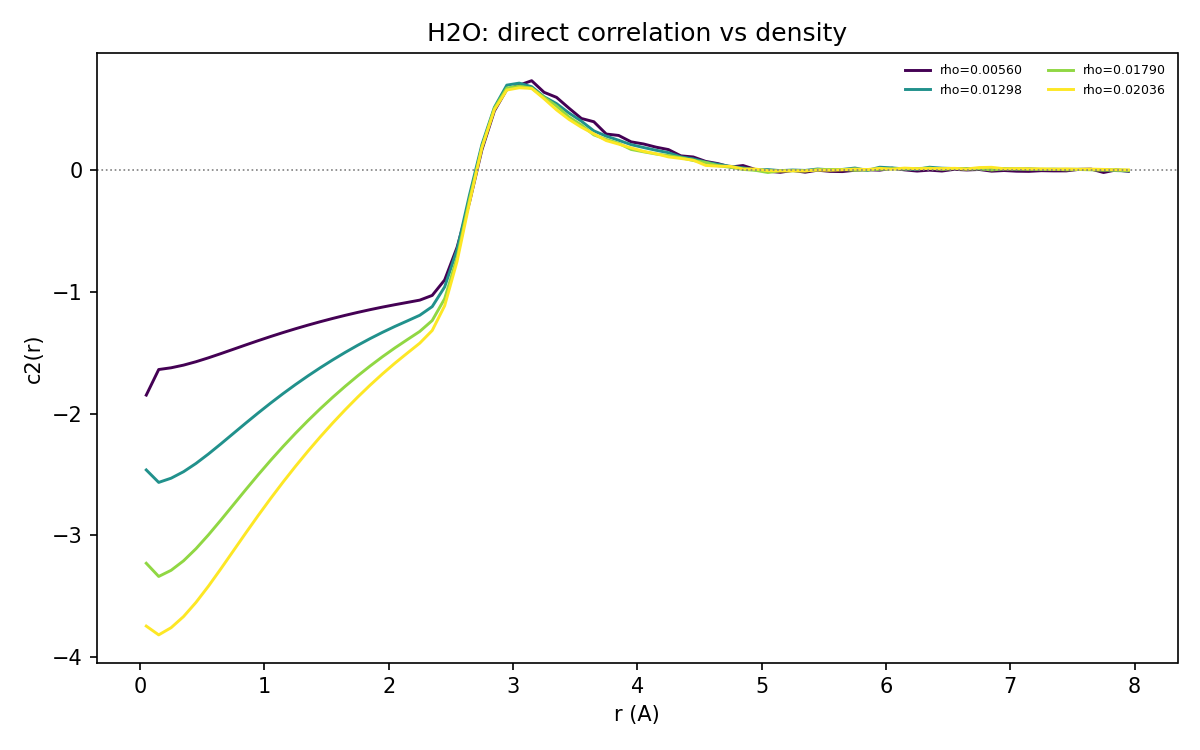 H2O: direct correlation vs density
rho=0.00560 rho=0.01790
rho=0.01298 rho=0.02036
c2(r)
0
−1
−2
−3
−4
0 1 2 3 4 5 6 7 8
r (A)